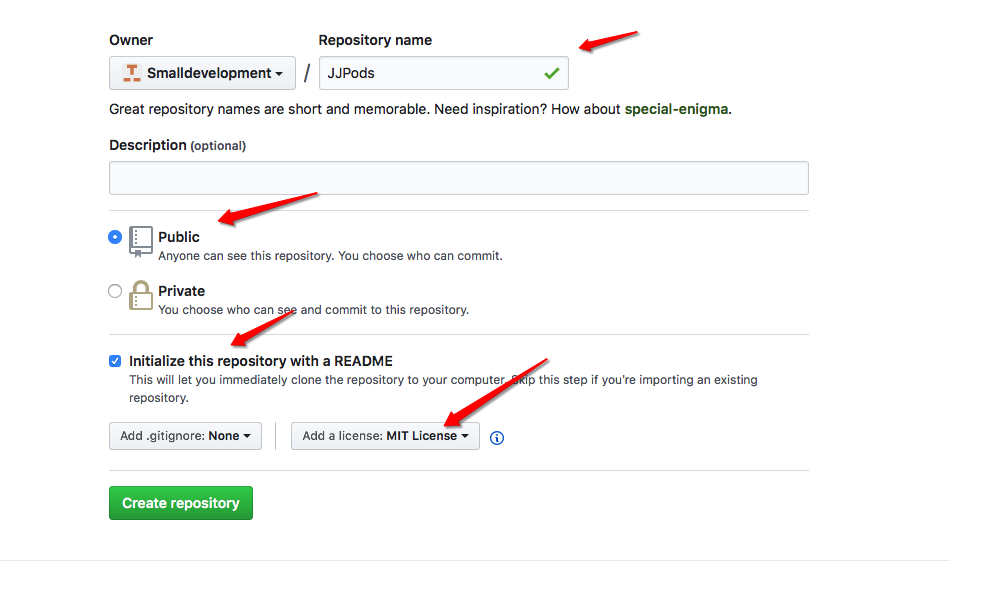 Owner Repository name
Smalldevelopment / JJPods
Great repository names are short and memorable. Need inspiration? How about special-enigma.
Description (optional)
Public
Anyone can see this repository. You choose who can commit.
Private
You choose who can see and commit to this repository.
Initialize this repository with a README
This will let you immediately clone the repository to your computer. Skip this step if you're importing an existing
repository.
Add .gitignore: None Add a license: MIT License
Create repository